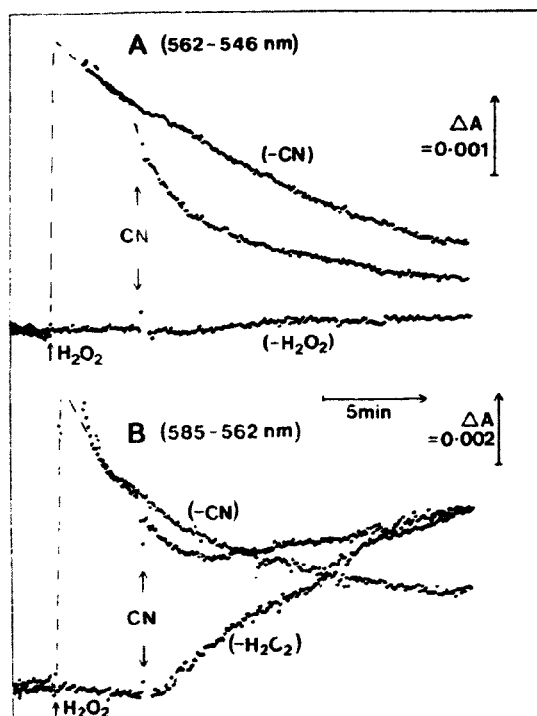 A (562-546 nm)
ΔA
=0·001
(-CN)
CN
(-H₂O₂)
H₂O₂
5min
ΔA
=0·002
B (585-562 nm)
(-CN)
CN
(-H₂C₂)
H₂O₂